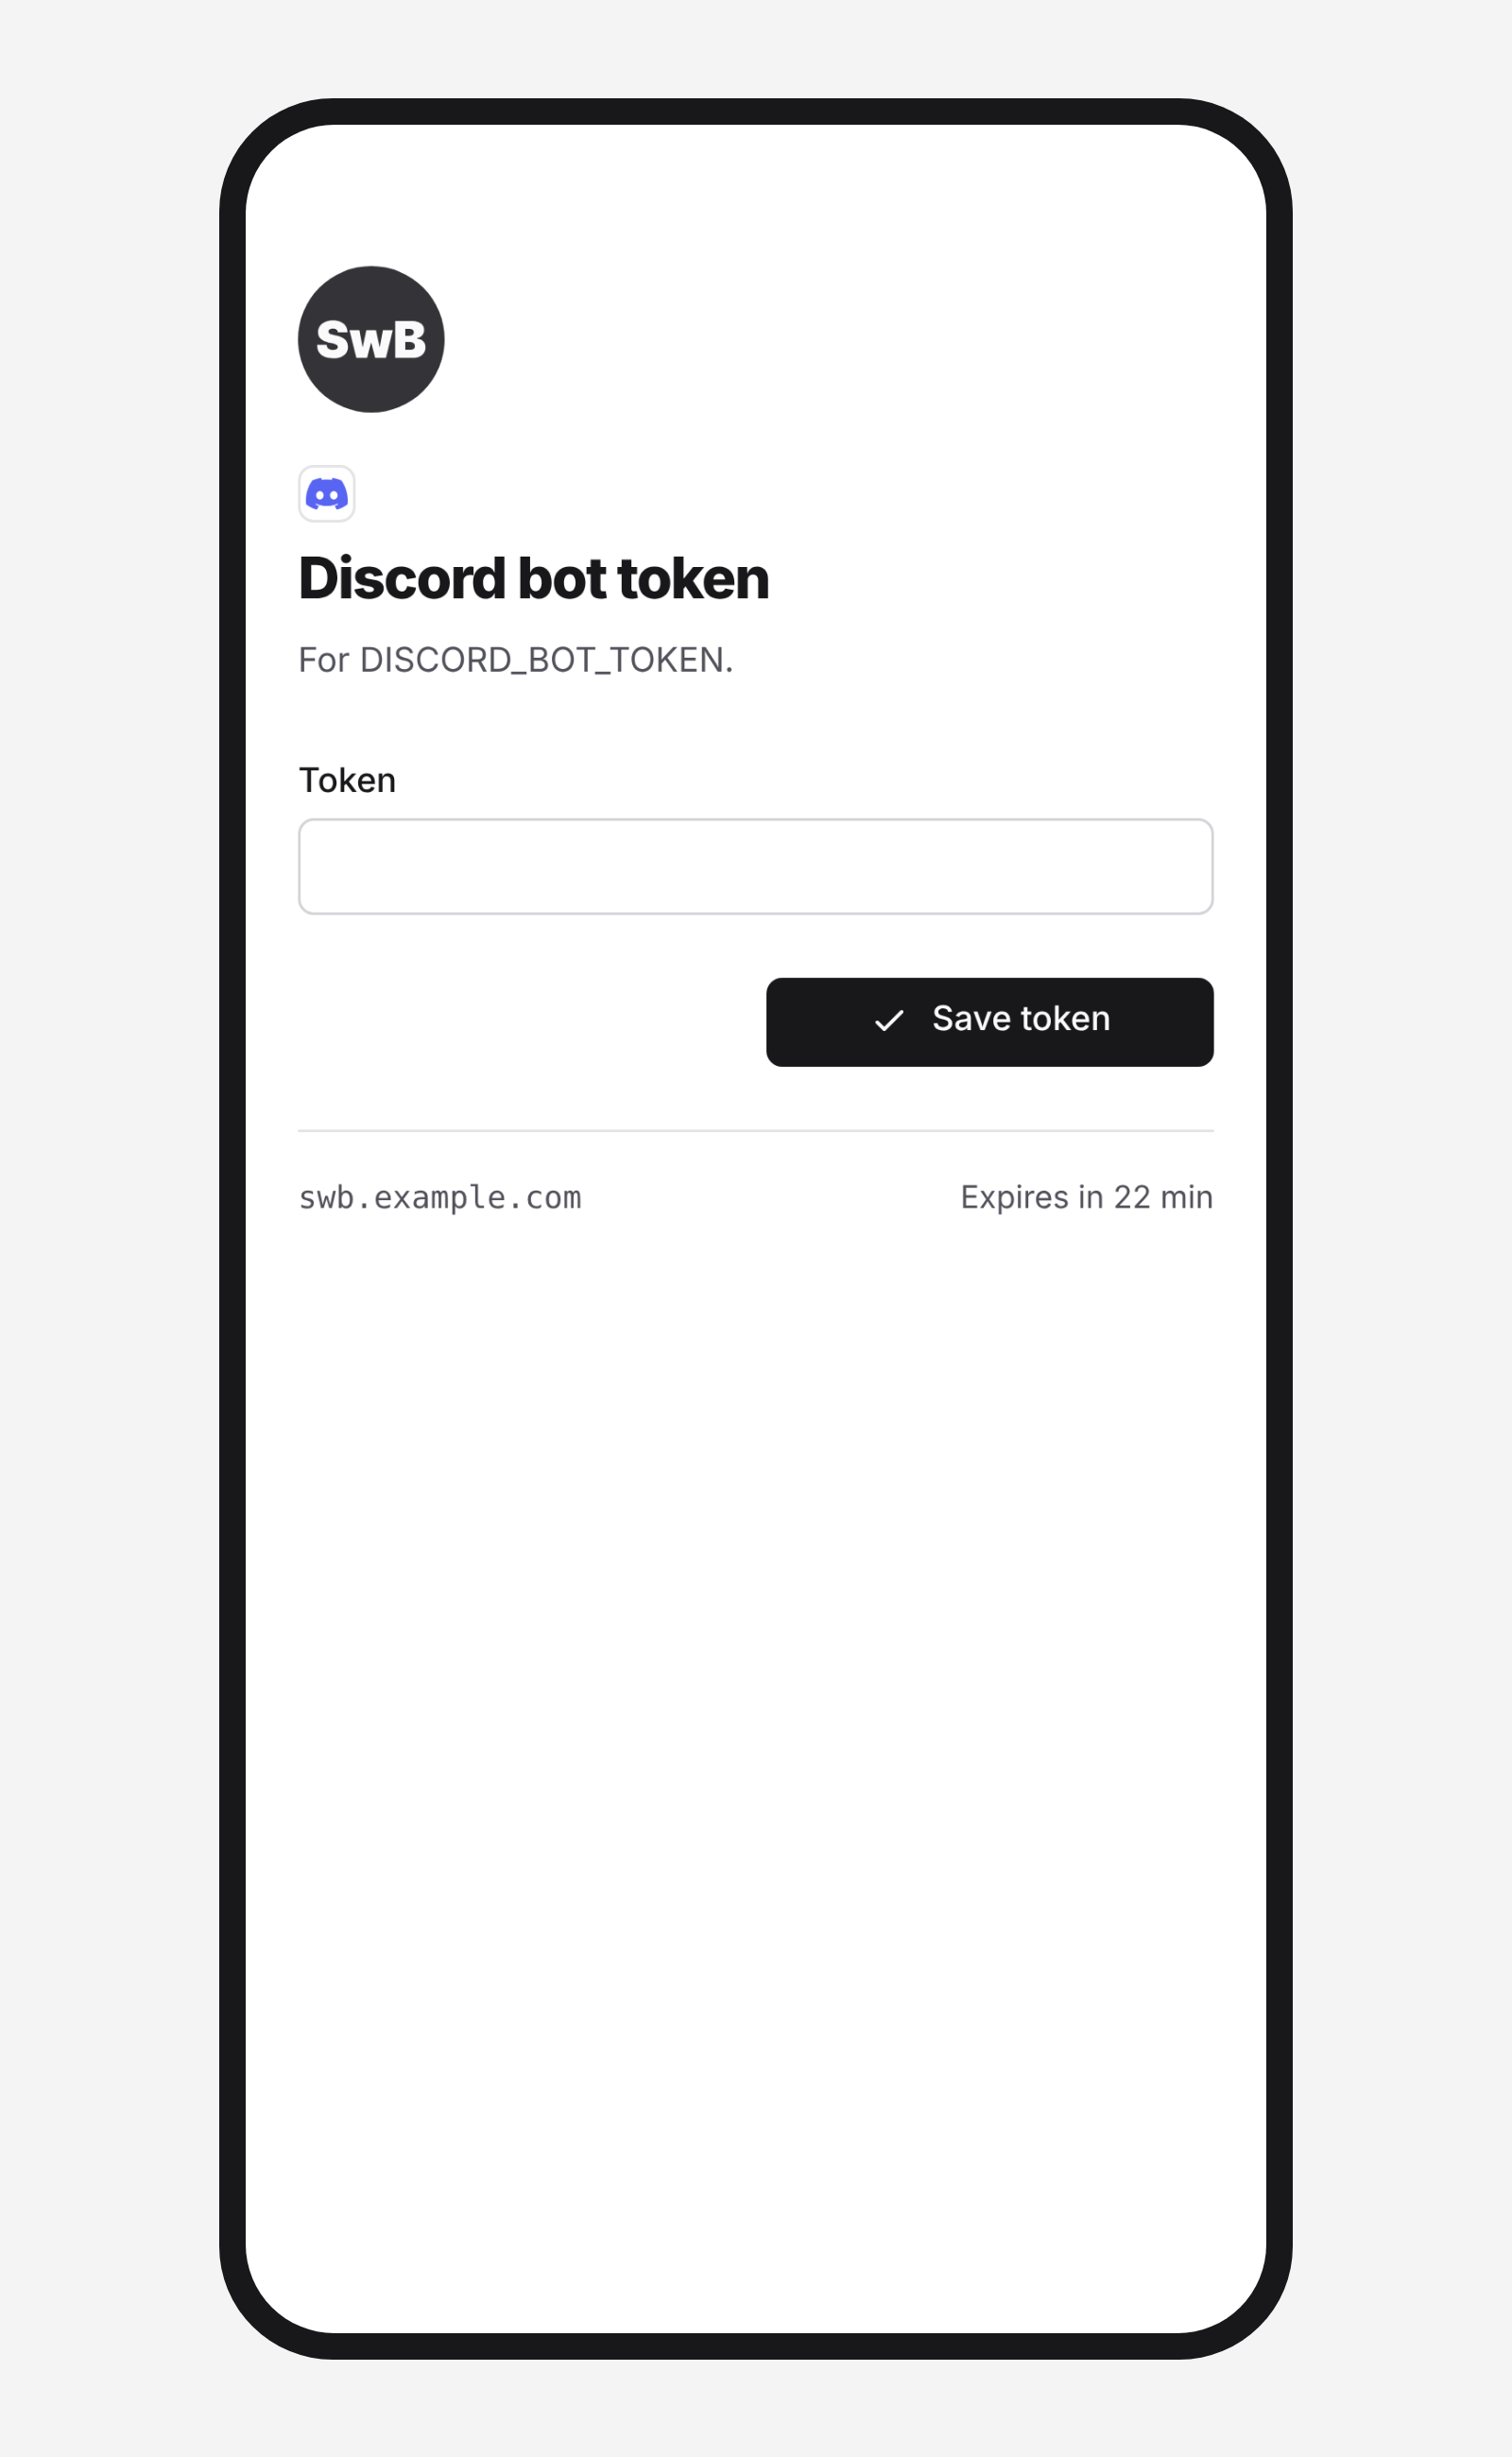 SwB
Discord bot token
For DISCORD_BOT_TOKEN.
Token
Save token
swb.example.com
Expires in 22 min